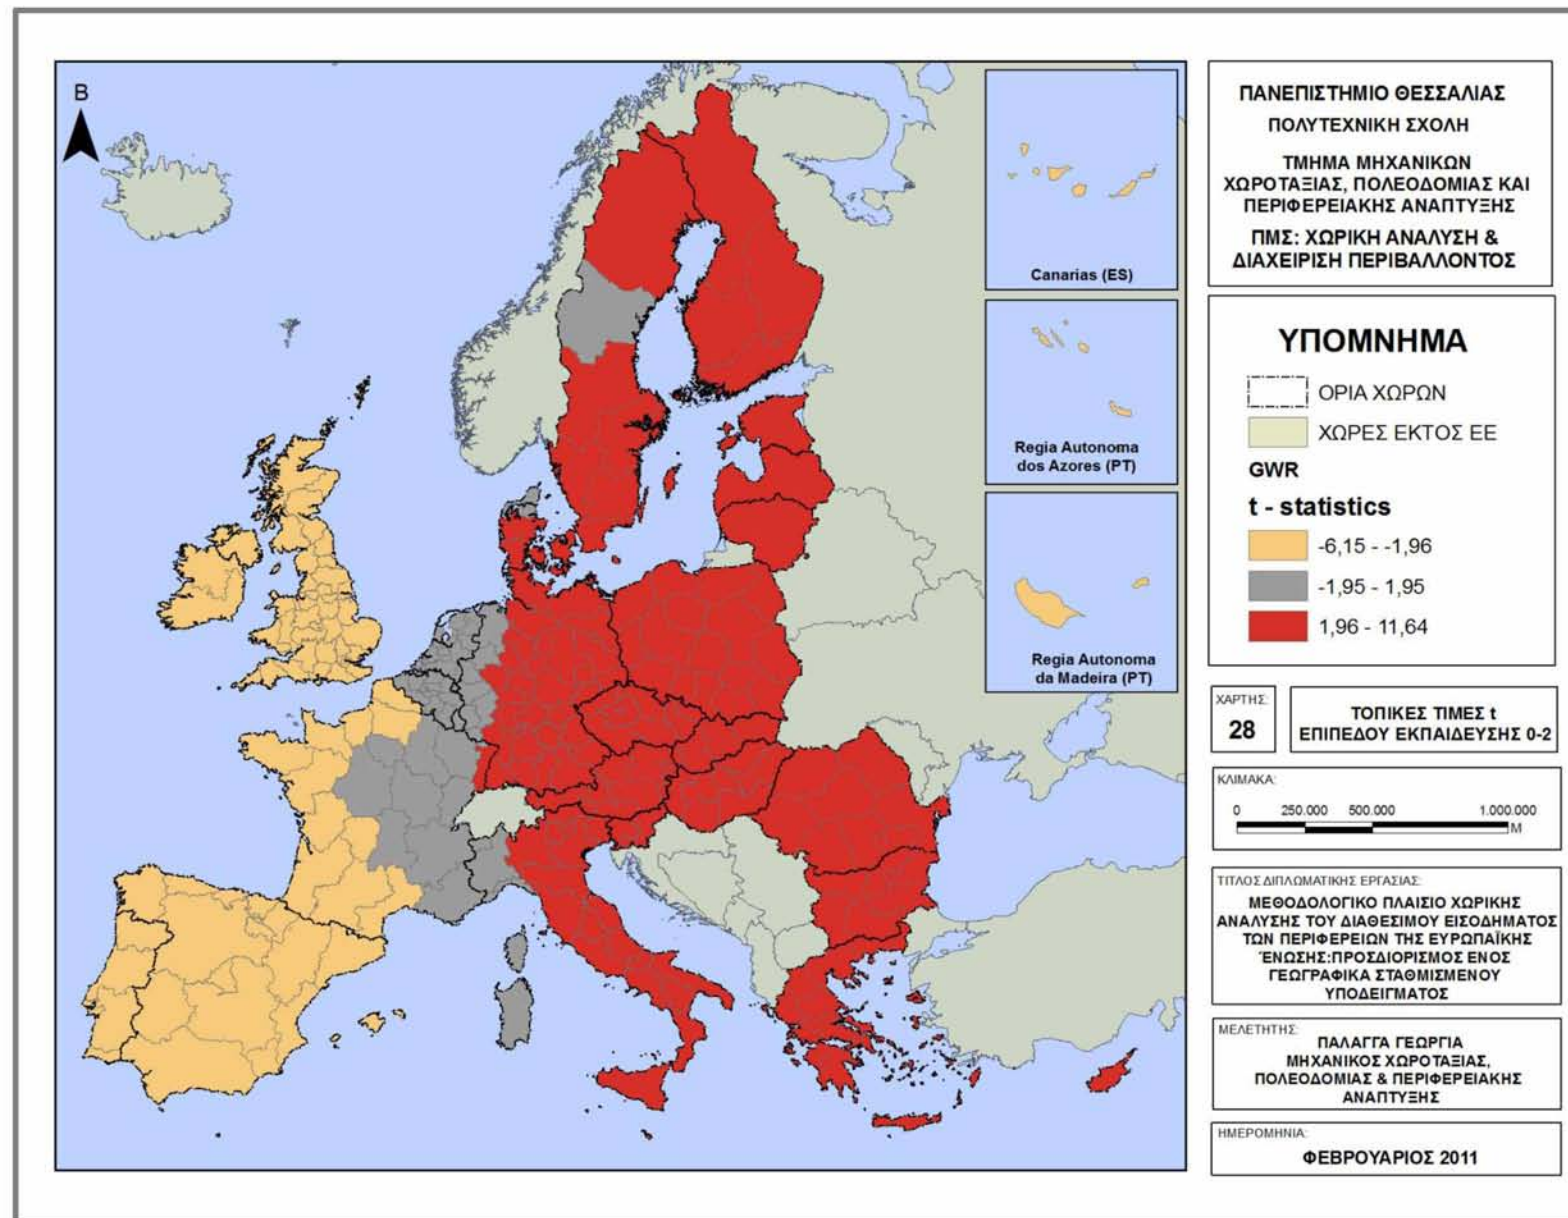 B
Canarias (ES)
Regia Autonoma
dos Azores (PT)
Regia Autonoma
da Madeira (PT)
ΠΑΝΕΠΙΣΤΗΜΙΟ ΘΕΣΣΑΛΙΑΣ
ΠΟΛΥΤΕΧΝΙΚΗ ΣΧΟΛΗ
ΤΜΗΜΑ ΜΗΧΑΝΙΚΩΝ
ΧΩΡΟΤΑΞΙΑΣ, ΠΟΛΕΟΔΟΜΙΑΣ ΚΑΙ
ΠΕΡΙΦΕΡΕΙΑΚΗΣ ΑΝΑΠΤΥΞΗΣ
ΠΜΣ: ΧΩΡΙΚΗ ΑΝΑΛΥΣΗ &
ΔΙΑΧΕΙΡΙΣΗ ΠΕΡΙΒΑΛΛΟΝΤΟΣ
ΥΠΟΜΝΗΜΑ
ΟΡΙΑ ΧΩΡΩΝ
ΧΩΡΕΣ ΕΚΤΟΣ ΕΕ
GWR
t - statistics
-6,15 - -1,96
-1,95 - 1,95
1,96 - 11,64
ΧΑΡΤΗΣ:
28
ΤΟΠΙΚΕΣ ΤΙΜΕΣ t
ΕΠΙΠΕΔΟΥ ΕΚΠΑΙΔΕΥΣΗΣ 0-2
ΚΛΙΜΑΚΑ:
0 250.000 500.000 1.000.000
M
ΤΙΤΛΟΣ ΔΙΠΛΩΜΑΤΙΚΗΣ ΕΡΓΑΣΙΑΣ:
ΜΕΘΟΔΟΛΟΓΙΚΟ ΠΛΑΙΣΙΟ ΧΩΡΙΚΗΣ
ΑΝΑΛΥΣΗΣ ΤΟΥ ΔΙΑΘΕΣΙΜΟΥ ΕΙΣΟΔΗΜΑΤΟΣ
ΤΩΝ ΠΕΡΙΦΕΡΕΙΩΝ ΤΗΣ ΕΥΡΩΠΑΪΚΗΣ
ΈΝΩΣΗΣ:ΠΡΟΣΔΙΟΡΙΣΜΟΣ ΕΝΟΣ
ΓΕΩΓΡΑΦΙΚΑ ΣΤΑΘΜΙΣΜΕΝΟΥ
ΥΠΟΔΕΙΓΜΑΤΟΣ
ΜΕΛΕΤΗΤΗΣ:
ΠΑΛΑΓΓΑ ΓΕΩΡΓΙΑ
ΜΗΧΑΝΙΚΟΣ ΧΩΡΟΤΑΞΙΑΣ,
ΠΟΛΕΟΔΟΜΙΑΣ & ΠΕΡΙΦΕΡΕΙΑΚΗΣ
ΑΝΑΠΤΥΞΗΣ
ΗΜΕΡΟΜΗΝΙΑ:
ΦΕΒΡΟΥΑΡΙΟΣ 2011